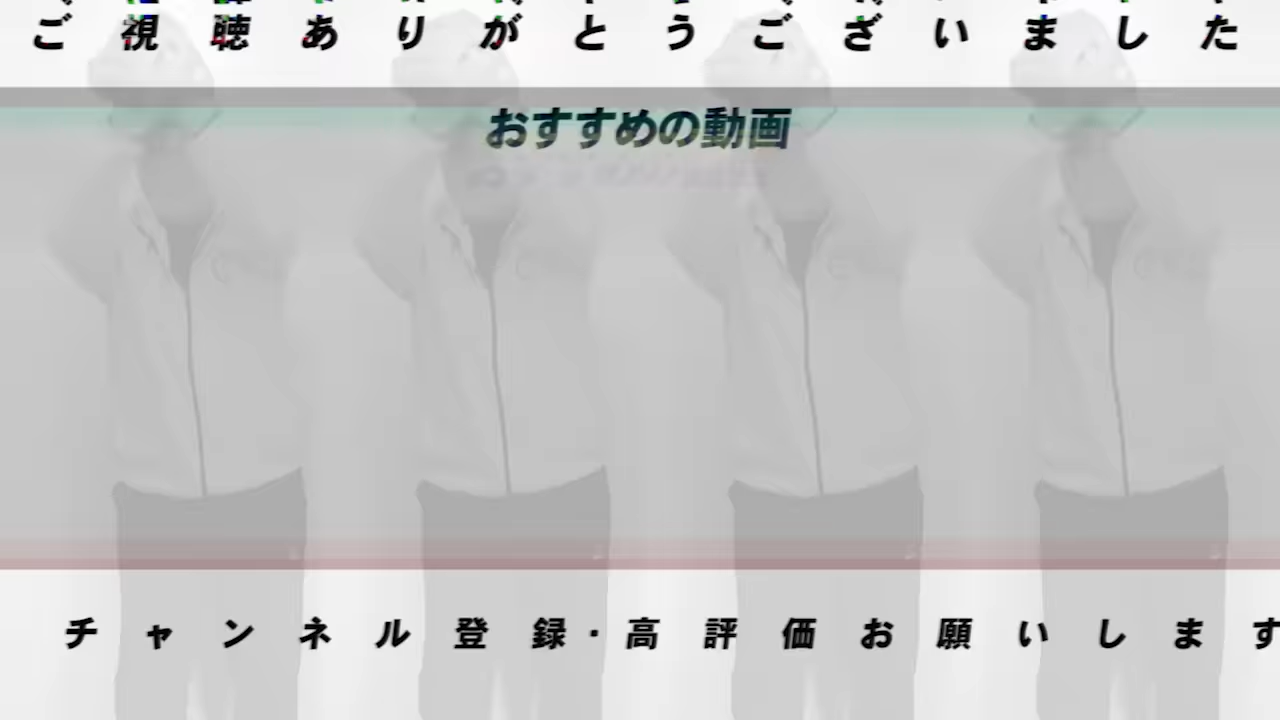 ご視聴ありがとうございました
おすすめの動画
チャンネル登録・高評価お願いします